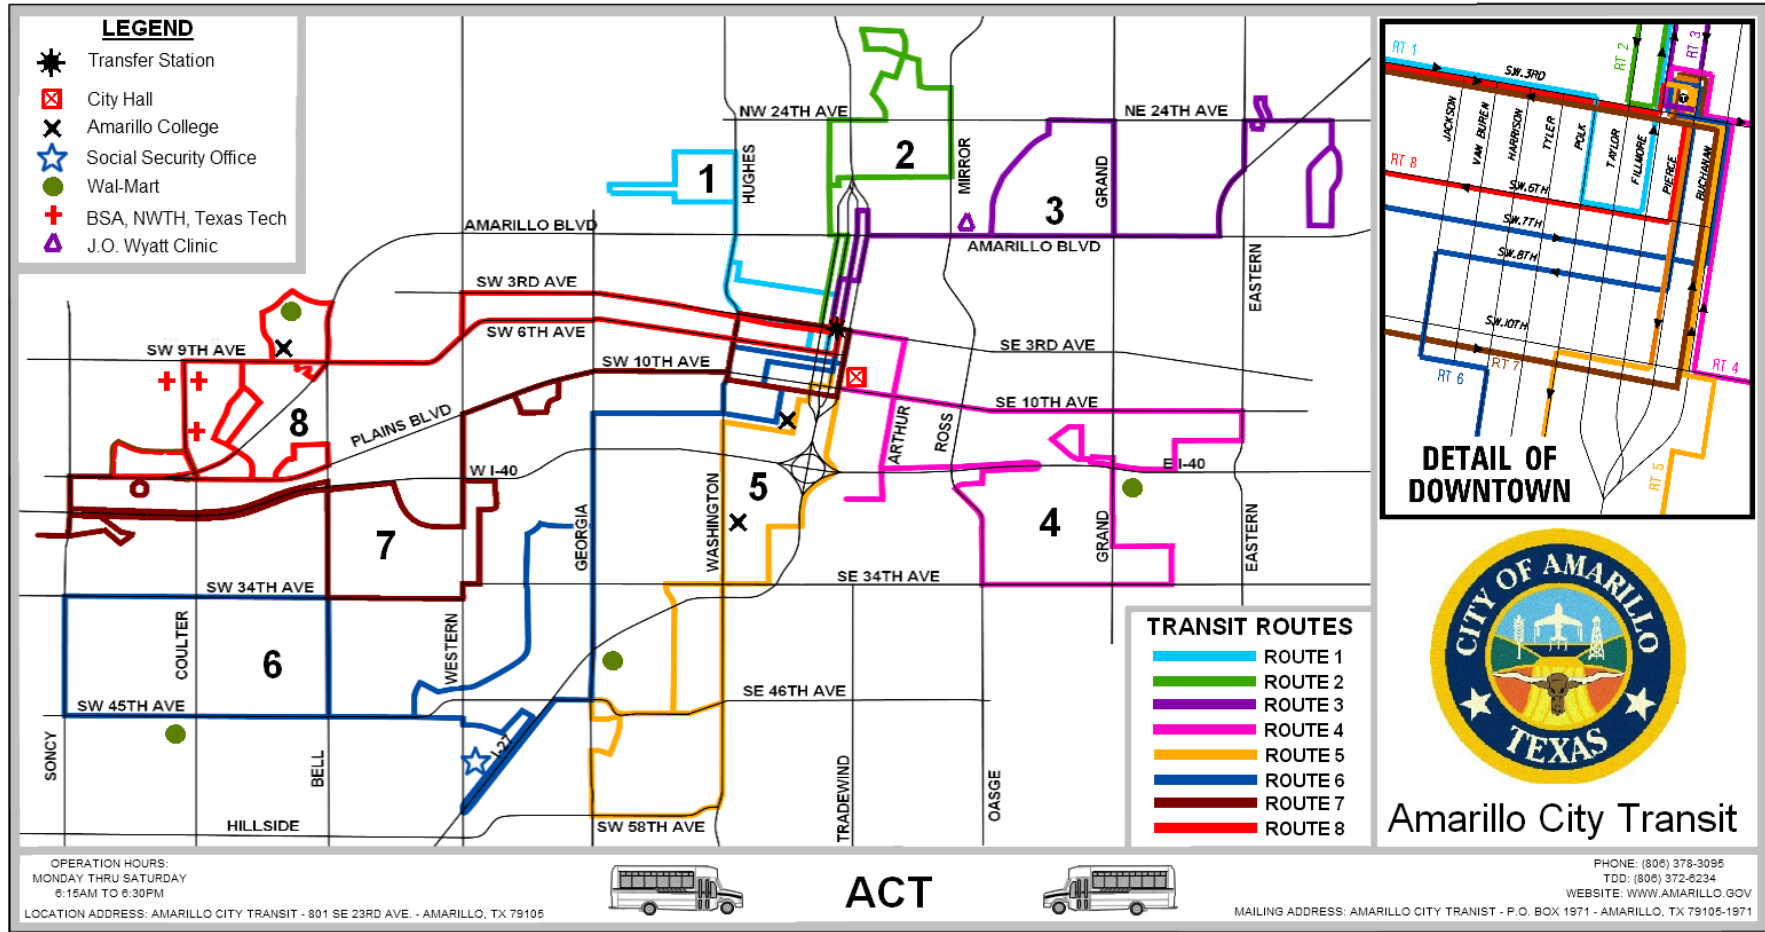 LEGEND
Transfer Station
City Hall
Amarillo College
Social Security Office
Wal-Mart
BSA, NWTH, Texas Tech
J.O. Wyatt Clinic
NW 24TH AVE
NE 24TH AVE
HUGHES
MIRROR
GRAND
1
2
3
AMARILLO BLVD
AMARILLO BLVD
EASTERN
SW 3RD AVE
SW 6TH AVE
SW 9TH AVE
SW 10TH AVE
SE 3RD AVE
SE 10TH AVE
PLAINS BLVD
8
ARTHUR
ROSS
W I-40
E I-40
5
4
7
GEORGIA
WASHINGTON
GRAND
EASTERN
SW 34TH AVE
SE 34TH AVE
COULTER
WESTERN
6
SW 45TH AVE
SE 46TH AVE
SONCY
BELL
I-27
TRADEWIND
OASGE
HILLSIDE
SW 58TH AVE
RT 1
RT 2
RT 3
SW.3RD
JACKSON
VAN BUREN
HARRISON
TYLER
POLK
TAYLOR
FILLMORE
PIERCE
BUCHANAN
T
RT 8
SW.6TH
SW.7TH
SW.8TH
SW.10TH
RT 6
RT 7
RT 4
RT 5
DETAIL OF
DOWNTOWN
CITY OF AMARILLO
TEXAS
Amarillo City Transit
TRANSIT ROUTES
ROUTE 1
ROUTE 2
ROUTE 3
ROUTE 4
ROUTE 5
ROUTE 6
ROUTE 7
ROUTE 8
OPERATION HOURS:
MONDAY THRU SATURDAY
6:15AM TO 6:30PM
LOCATION ADDRESS: AMARILLO CITY TRANSIT - 801 SE 23RD AVE. - AMARILLO, TX 79105
ACT
PHONE: (806) 378-3095
TDD: (806) 372-6234
WEBSITE: WWW.AMARILLO.GOV
MAILING ADDRESS: AMARILLO CITY TRANIST - P.O. BOX 1971 - AMARILLO, TX 79105-1971